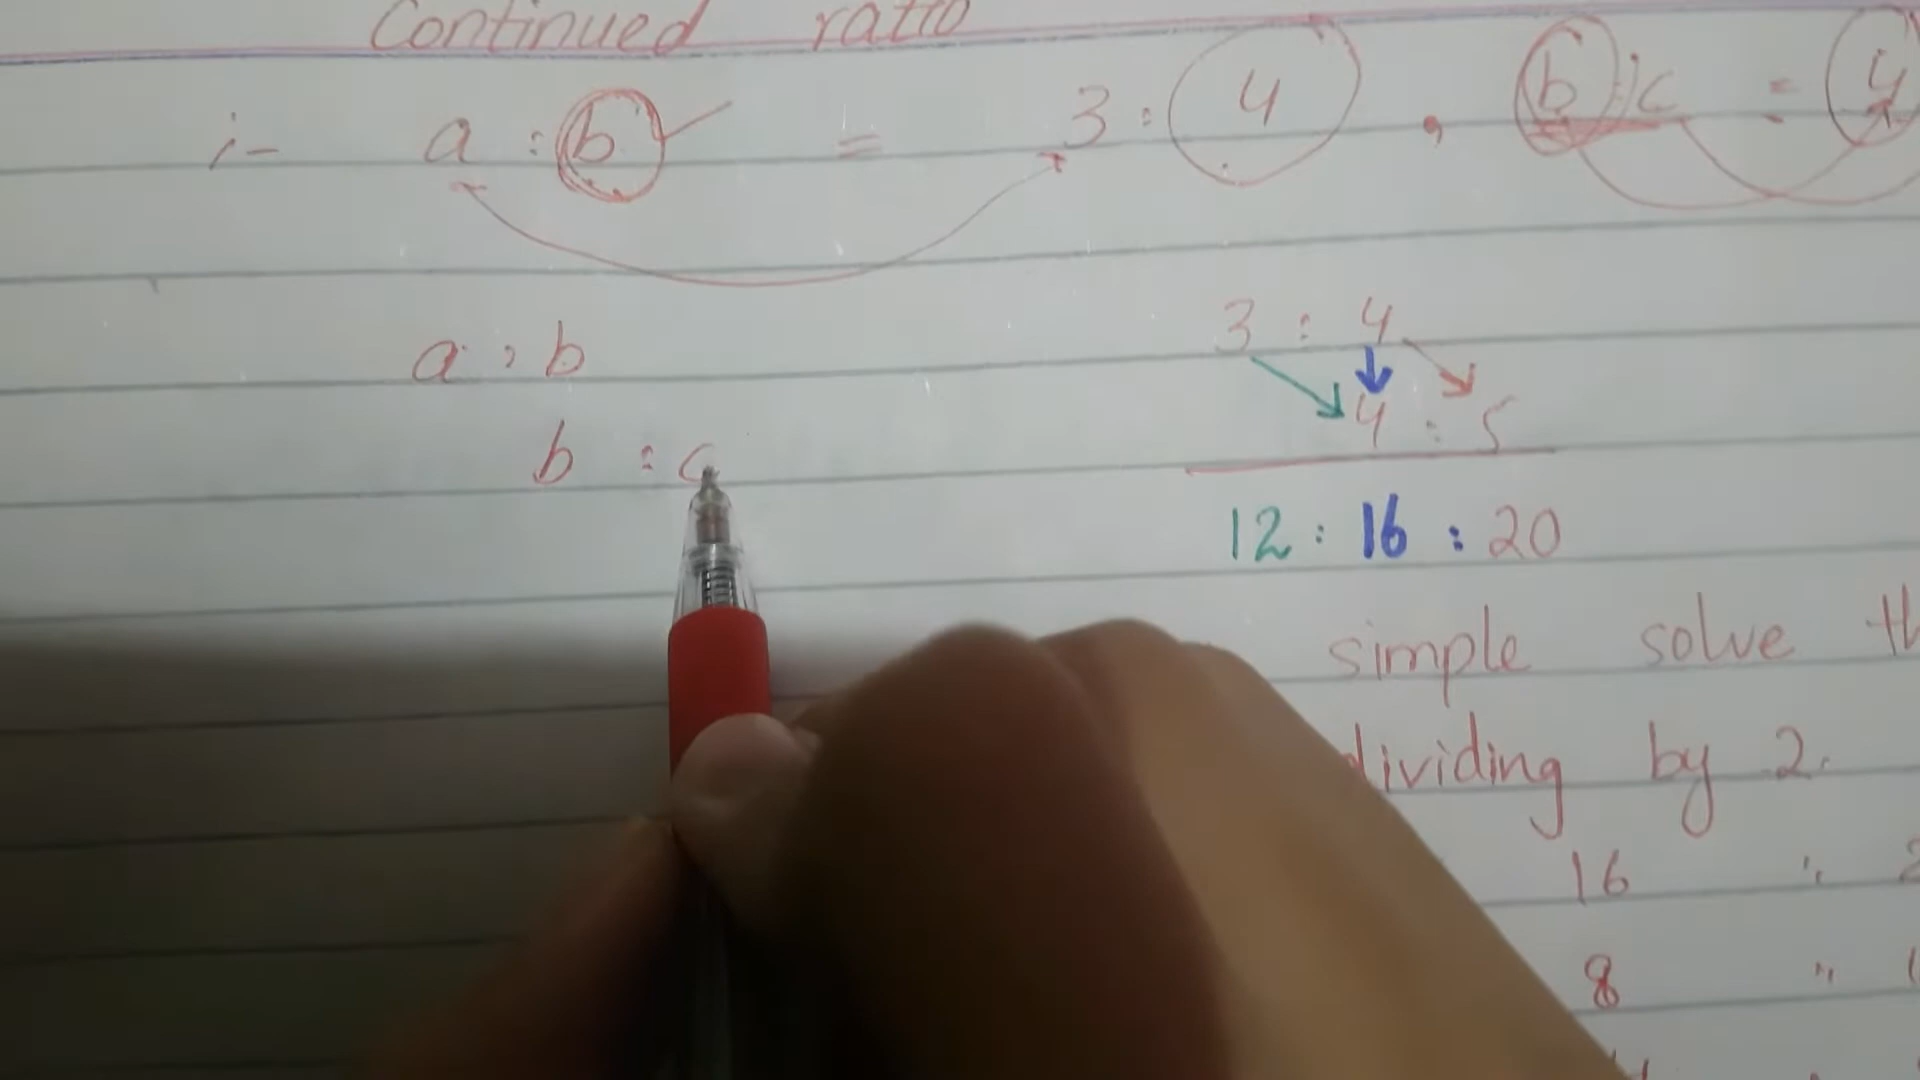 Continued ratio
i- a : b = 3 : 4 , b : c = 4
a : b 3 : 4
b : c 4 : 5
12 : 16 : 20
simple solve th
dividing by 2.
16 :
8 :